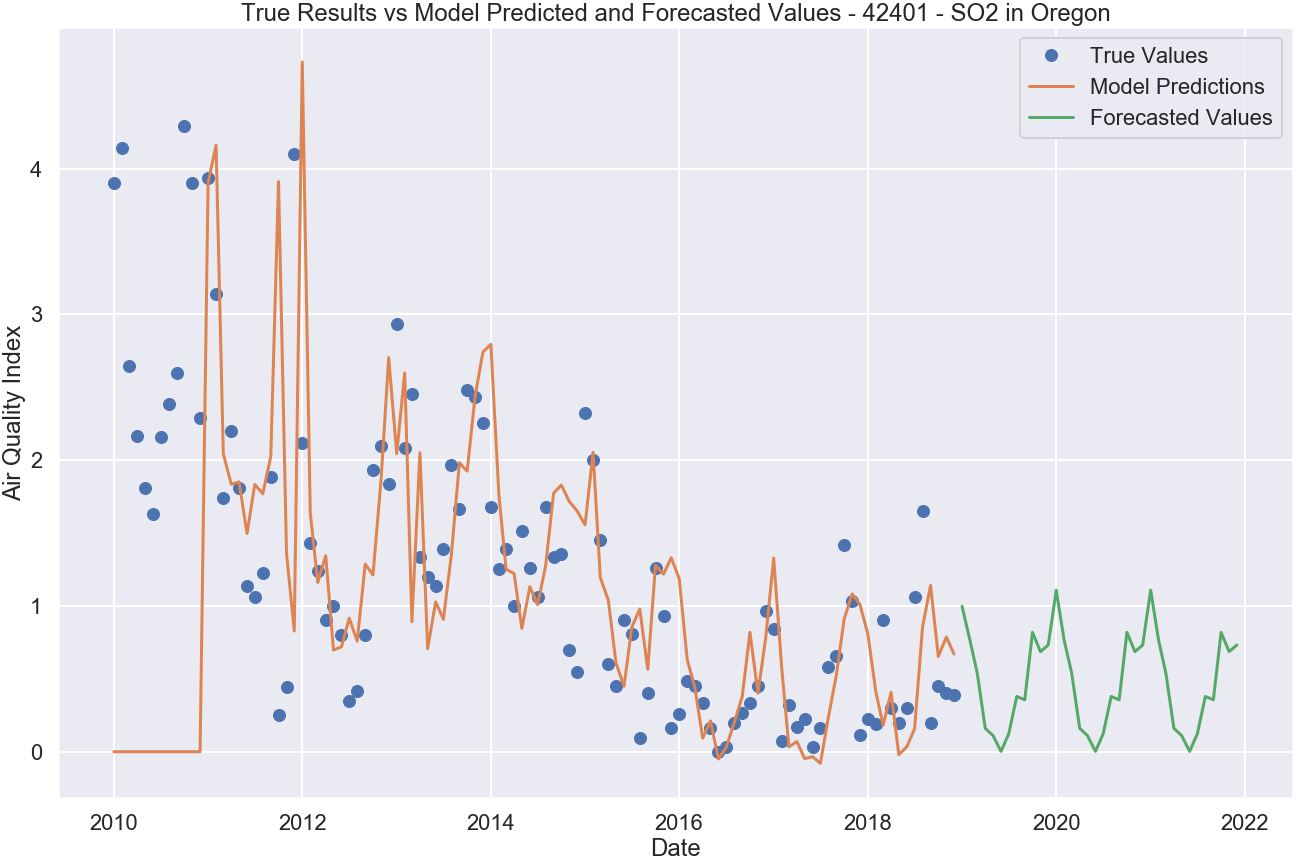 True Results vs Model Predicted and Forecasted Values - 42401 - SO2 in Oregon
True Values
Model Predictions
Forecasted Values
Air Quality Index
4
3
2
1
0
2010 2012 2014 2016 2018 2020 2022
Date